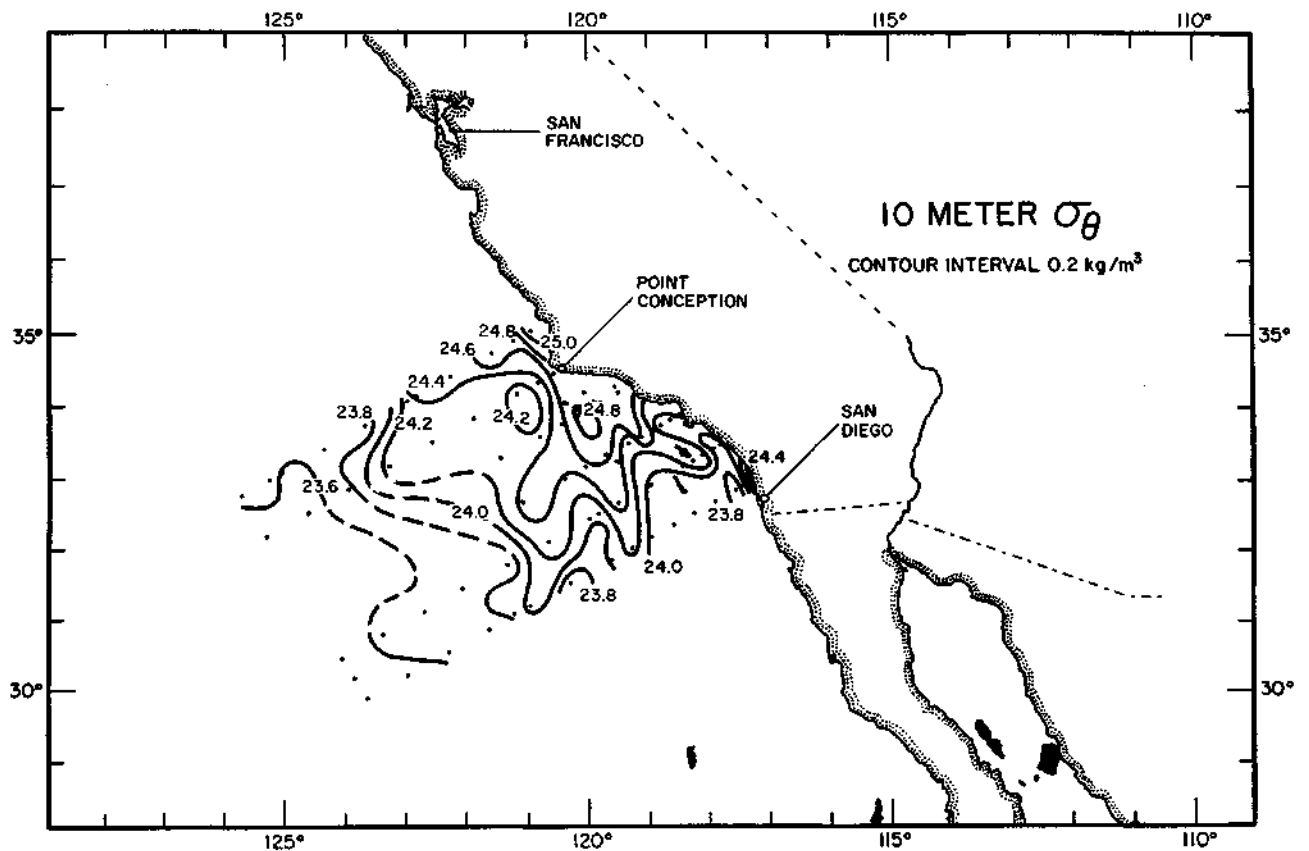 125° 120° 115° 110°
SAN
FRANCISCO
10 METER σθ
CONTOUR INTERVAL 0.2 kg/m³
POINT
CONCEPTION
35° 35°
24.8
25.0
24.6
24.4
23.8
24.2
24.2
24.8
SAN
DIEGO
24.4
23.6
24.0
23.8
24.0
23.8
30° 30°
125° 120° 115° 110°